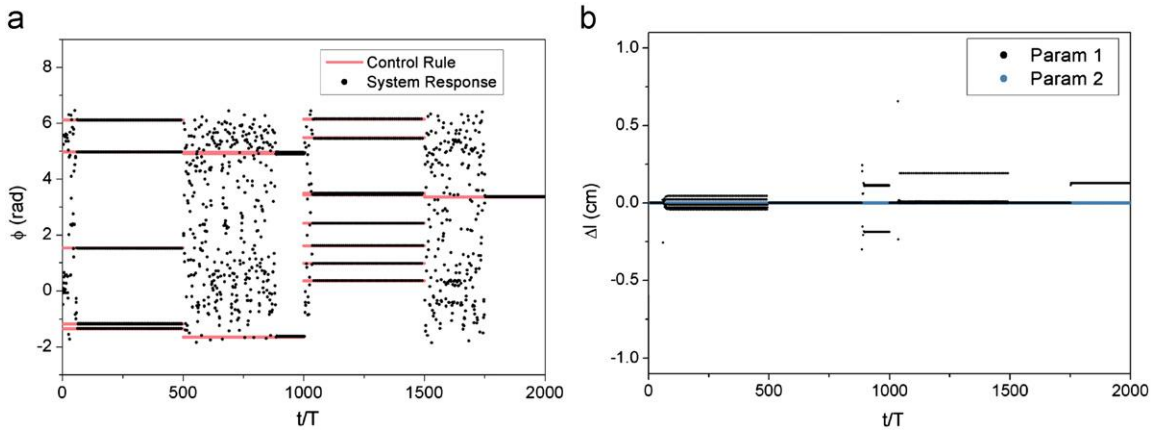 a
b
8
6
4
2
0
-2
ϕ (rad)
Control Rule
System Response
0
500
1000
1500
2000
t/T
1.0
0.5
0.0
-0.5
-1.0
Δl (cm)
Param 1
Param 2
0
500
1000
1500
2000
t/T